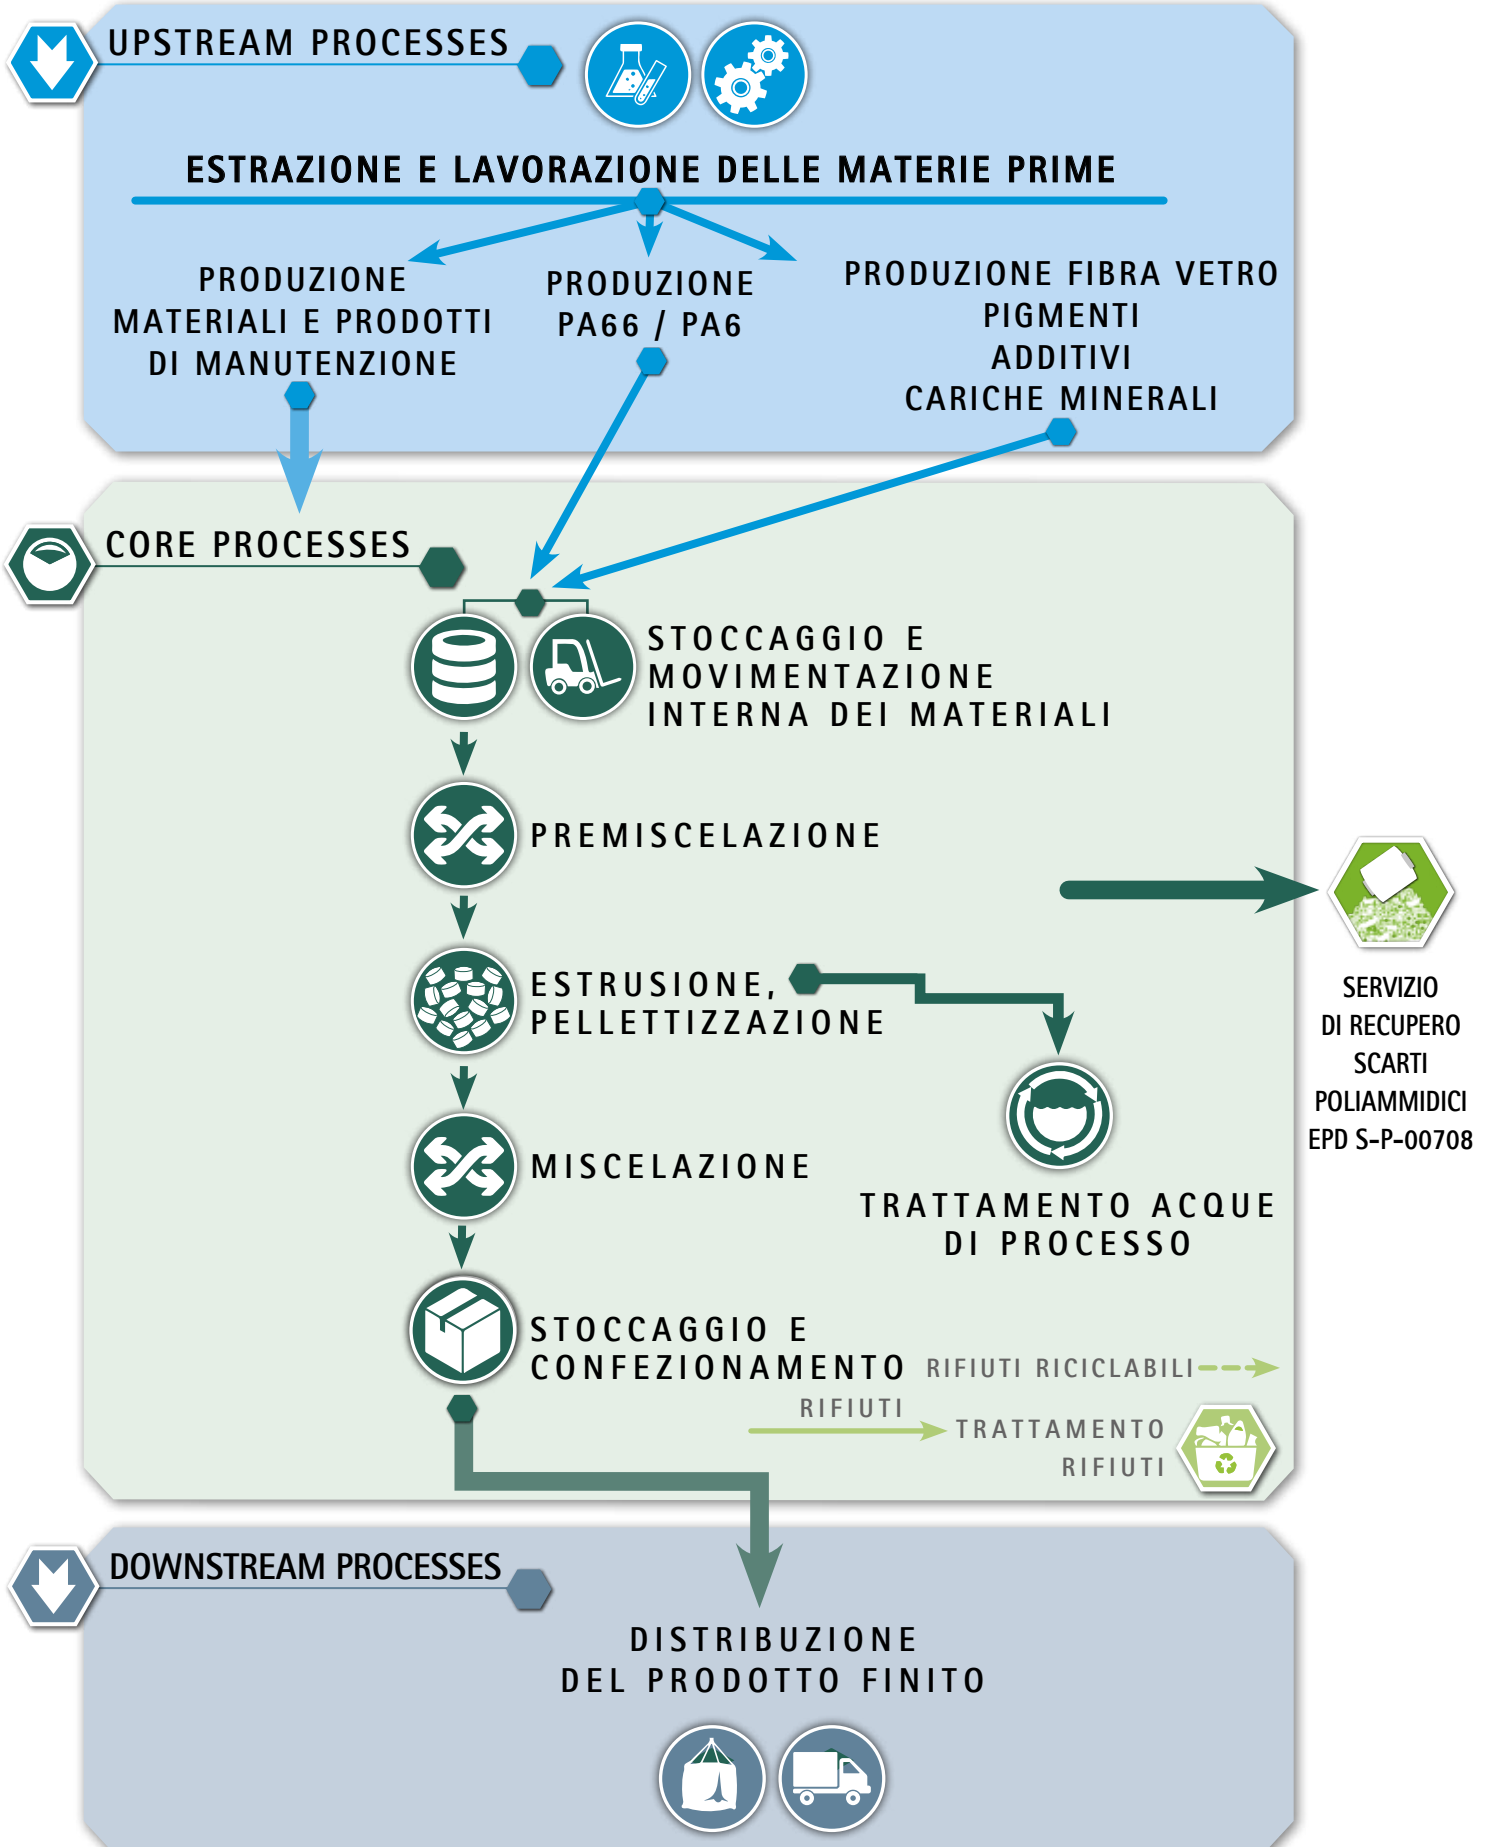 UPSTREAM PROCESSES
ESTRAZIONE E LAVORAZIONE DELLE MATERIE PRIME
PRODUZIONE
MATERIALI E PRODOTTI
DI MANUTENZIONE
PRODUZIONE
PA66 / PA6
PRODUZIONE FIBRA VETRO
PIGMENTI
ADDITIVI
CARICHE MINERALI
CORE PROCESSES
STOCCAGGIO E
MOVIMENTAZIONE
INTERNA DEI MATERIALI
PREMISCELAZIONE
ESTRUSIONE,
PELLETTIZZAZIONE
SERVIZIO
DI RECUPERO
SCARTI
POLIAMMIDICI
EPD S-P-00708
MISCELAZIONE
TRATTAMENTO ACQUE
DI PROCESSO
STOCCAGGIO E
CONFEZIONAMENTO
RIFIUTI RICICLABILI
RIFIUTI
TRATTAMENTO
RIFIUTI
DOWNSTREAM PROCESSES
DISTRIBUZIONE
DEL PRODOTTO FINITO